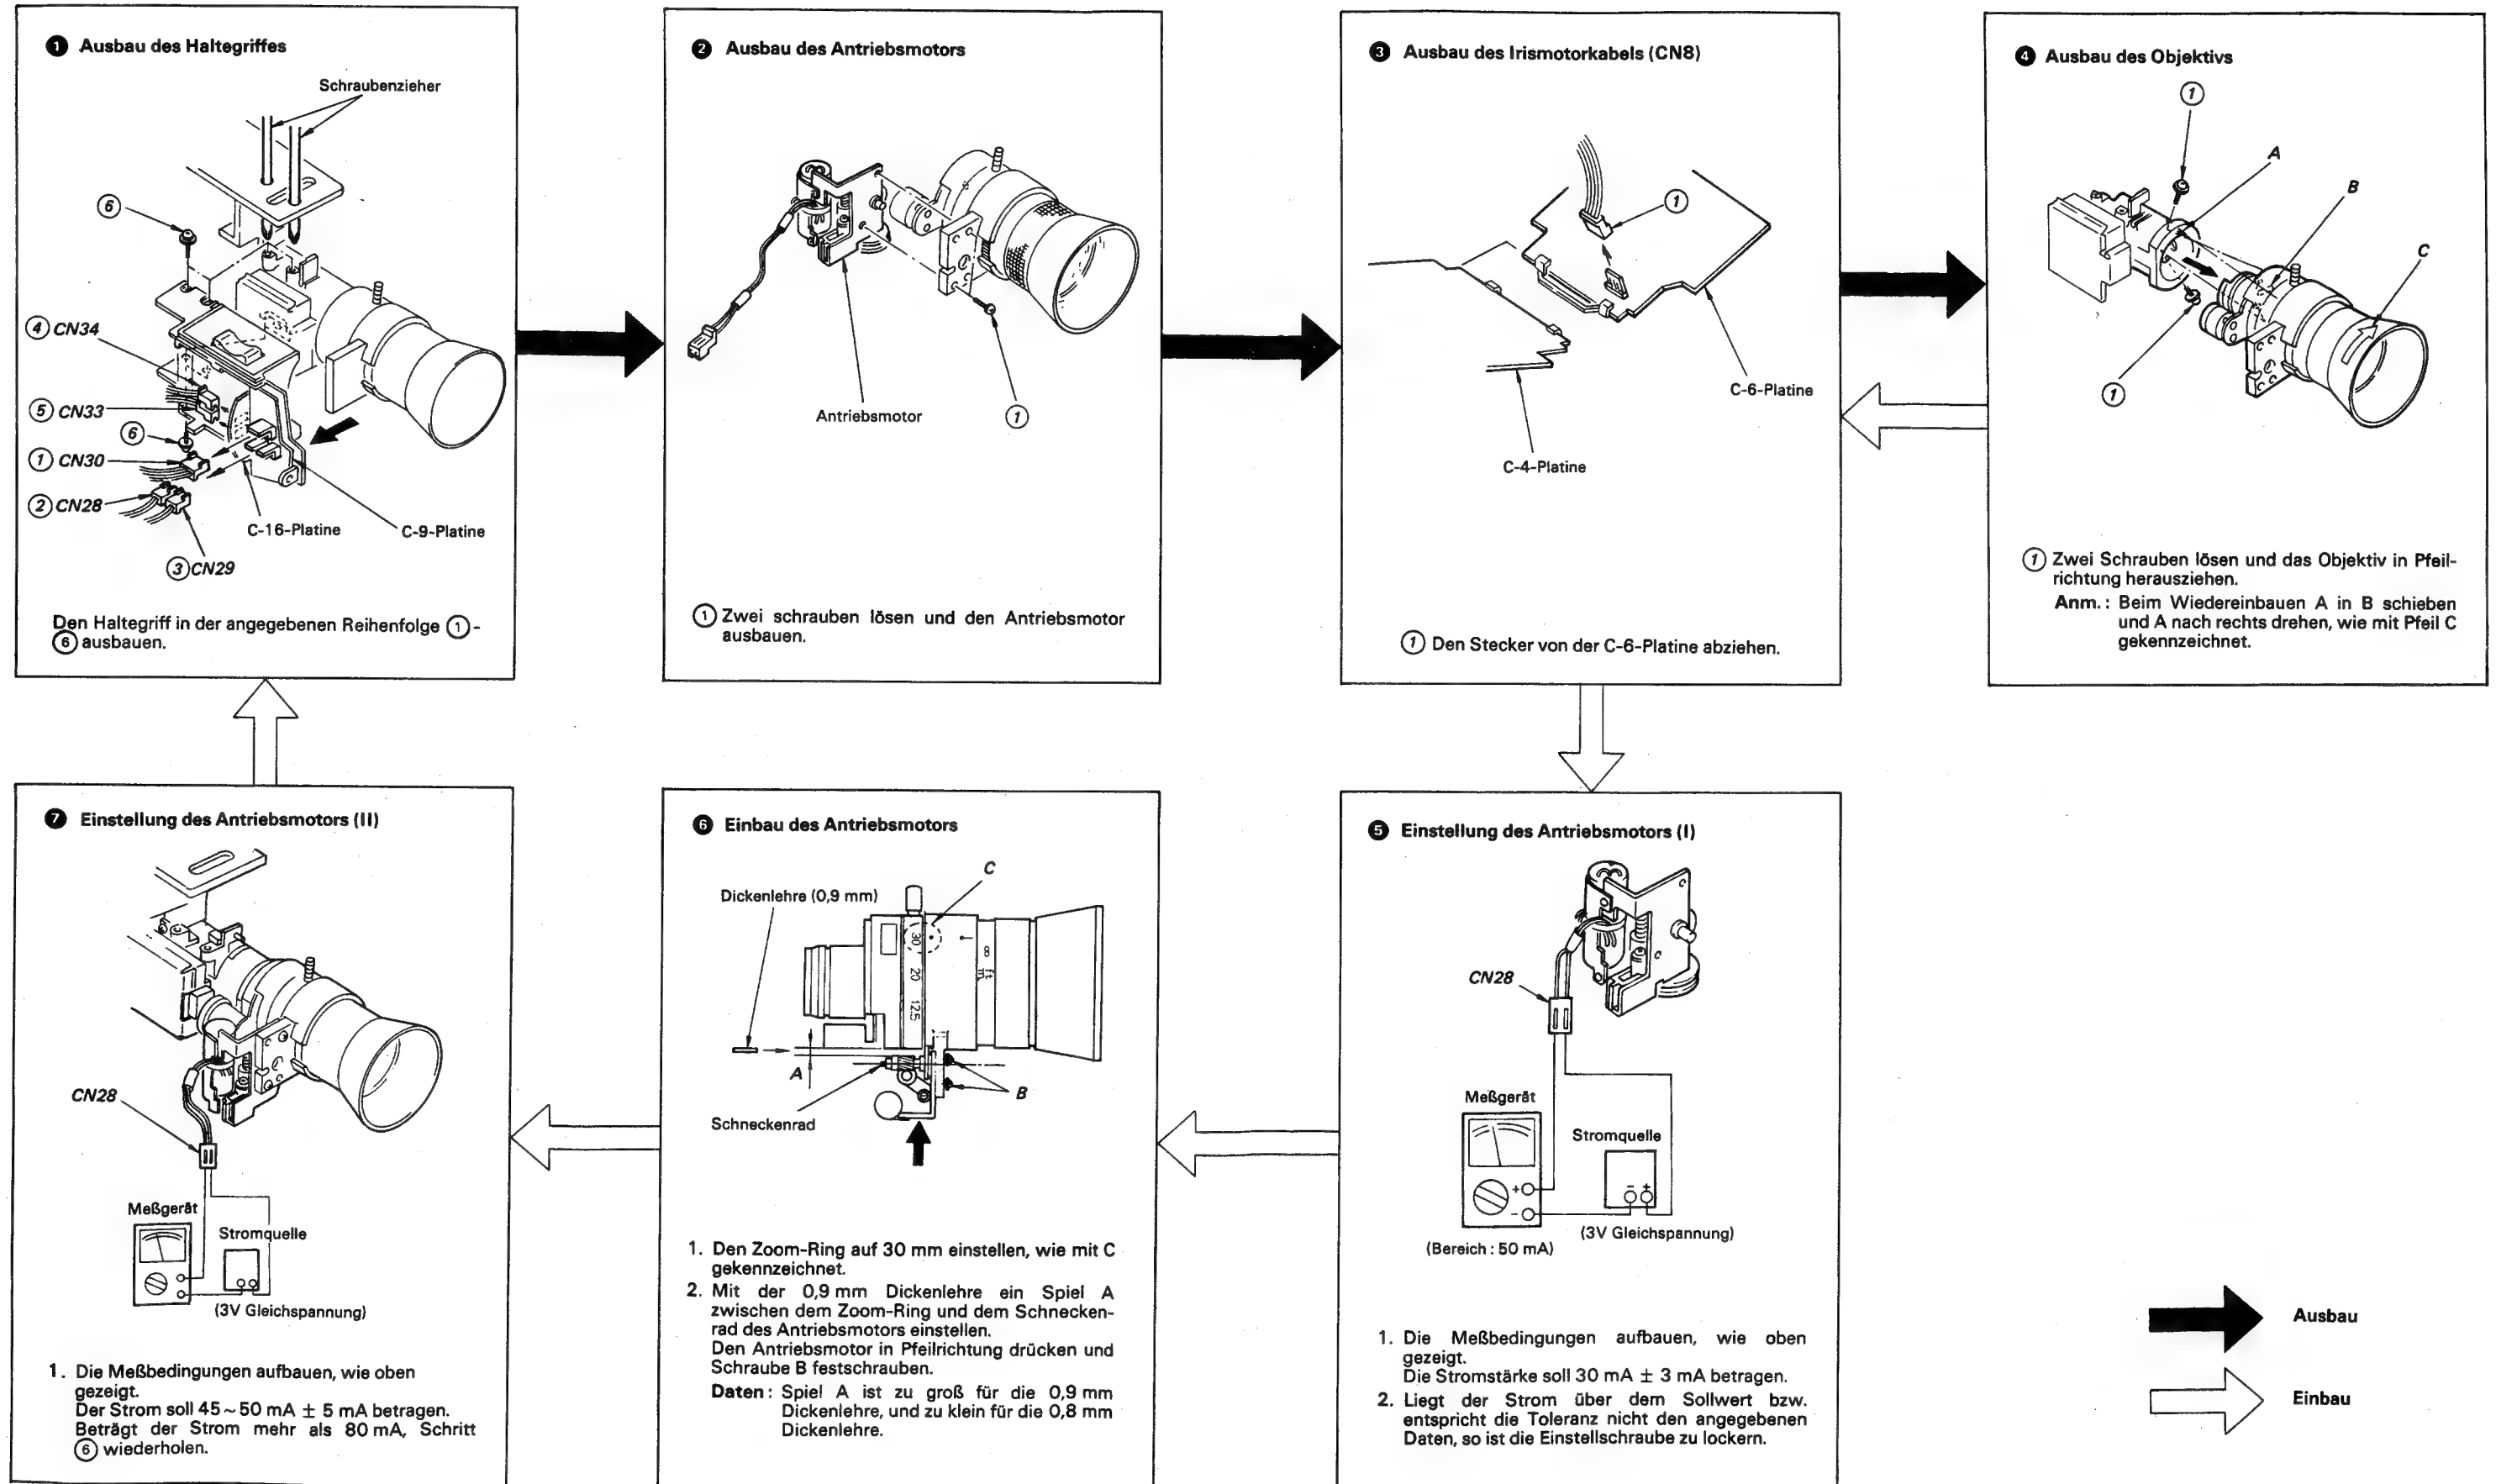 ① Ausbau des Haltegriffes
Schraubenzieher
⑥
④ CN34
⑤ CN33
⑥
① CN30
② CN28
③ CN29
C-16-Platine
C-9-Platine
Den Haltegriff in der angegebenen Reihenfolge ① -
⑥ ausbauen.
② Ausbau des Antriebsmotors
Antriebsmotor
①
① Zwei schrauben lösen und den Antriebsmotor
ausbauen.
③ Ausbau des Irismotorkabels (CN8)
①
C-6-Platine
C-4-Platine
① Den Stecker von der C-6-Platine abziehen.
④ Ausbau des Objektivs
①
A
B
C
①
① Zwei Schrauben lösen und das Objektiv in Pfeil-
richtung herausziehen.
Anm. : Beim Wiedereinbauen A in B schieben
und A nach rechts drehen, wie mit Pfeil C
gekennzeichnet.
⑦ Einstellung des Antriebsmotors (II)
CN28
Meßgerät
Stromquelle
(3V Gleichspannung)
1. Die Meßbedingungen aufbauen, wie oben
gezeigt.
Der Strom soll 45 ~ 50 mA ± 5 mA betragen.
Beträgt der Strom mehr als 80 mA, Schritt
⑥ wiederholen.
⑥ Einbau des Antriebsmotors
C
Dickenlehre (0,9 mm)
30
20
12.5
∞
ft
m
A
B
Schneckenrad
1. Den Zoom-Ring auf 30 mm einstellen, wie mit C
gekennzeichnet.
2. Mit der 0,9 mm Dickenlehre ein Spiel A
zwischen dem Zoom-Ring und dem Schnecken-
rad des Antriebsmotors einstellen.
Den Antriebsmotor in Pfeilrichtung drücken und
Schraube B festschrauben.
Daten : Spiel A ist zu groß für die 0,9 mm
Dickenlehre, und zu klein für die 0,8 mm
Dickenlehre.
⑤ Einstellung des Antriebsmotors (I)
CN28
Meßgerät
Stromquelle
+
-
- +
(3V Gleichspannung)
(Bereich : 50 mA)
1. Die Meßbedingungen aufbauen, wie oben
gezeigt.
Die Stromstärke soll 30 mA ± 3 mA betragen.
2. Liegt der Strom über dem Sollwert bzw.
entspricht die Toleranz nicht den angegebenen
Daten, so ist die Einstellschraube zu lockern.
Ausbau
Einbau